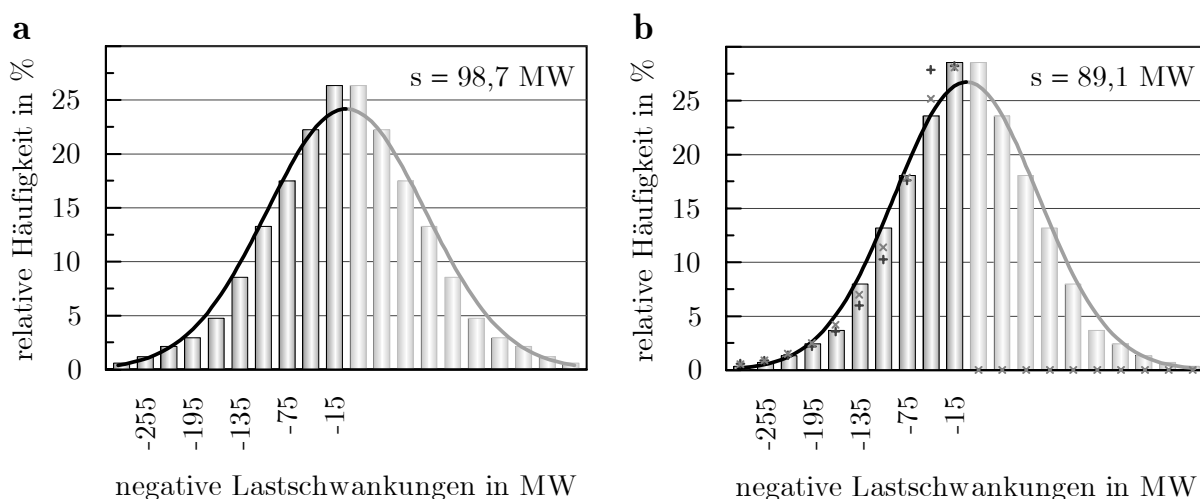 a
s = 98,7 MW
relative Häufigkeit in %
25
20
15
10
5
0
-255
-195
-135
-75
-15
negative Lastschwankungen in MW
b
s = 89,1 MW
relative Häufigkeit in %
25
20
15
10
5
0
-255
-195
-135
-75
-15
negative Lastschwankungen in MW